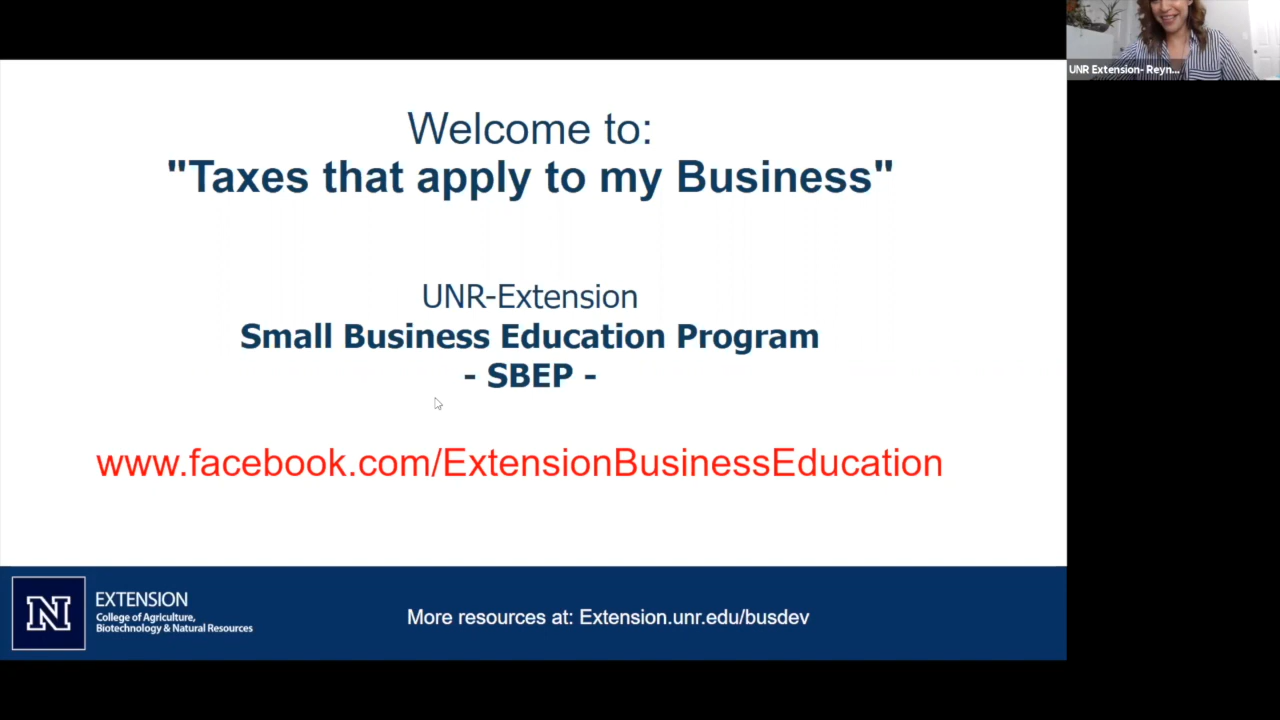 UNR Extension- Reyn...
Welcome to:
"Taxes that apply to my Business"
UNR-Extension
Small Business Education Program
- SBEP -
www.facebook.com/ExtensionBusinessEducation
N
EXTENSION
College of Agriculture,
Biotechnology & Natural Resources
More resources at: Extension.unr.edu/busdev